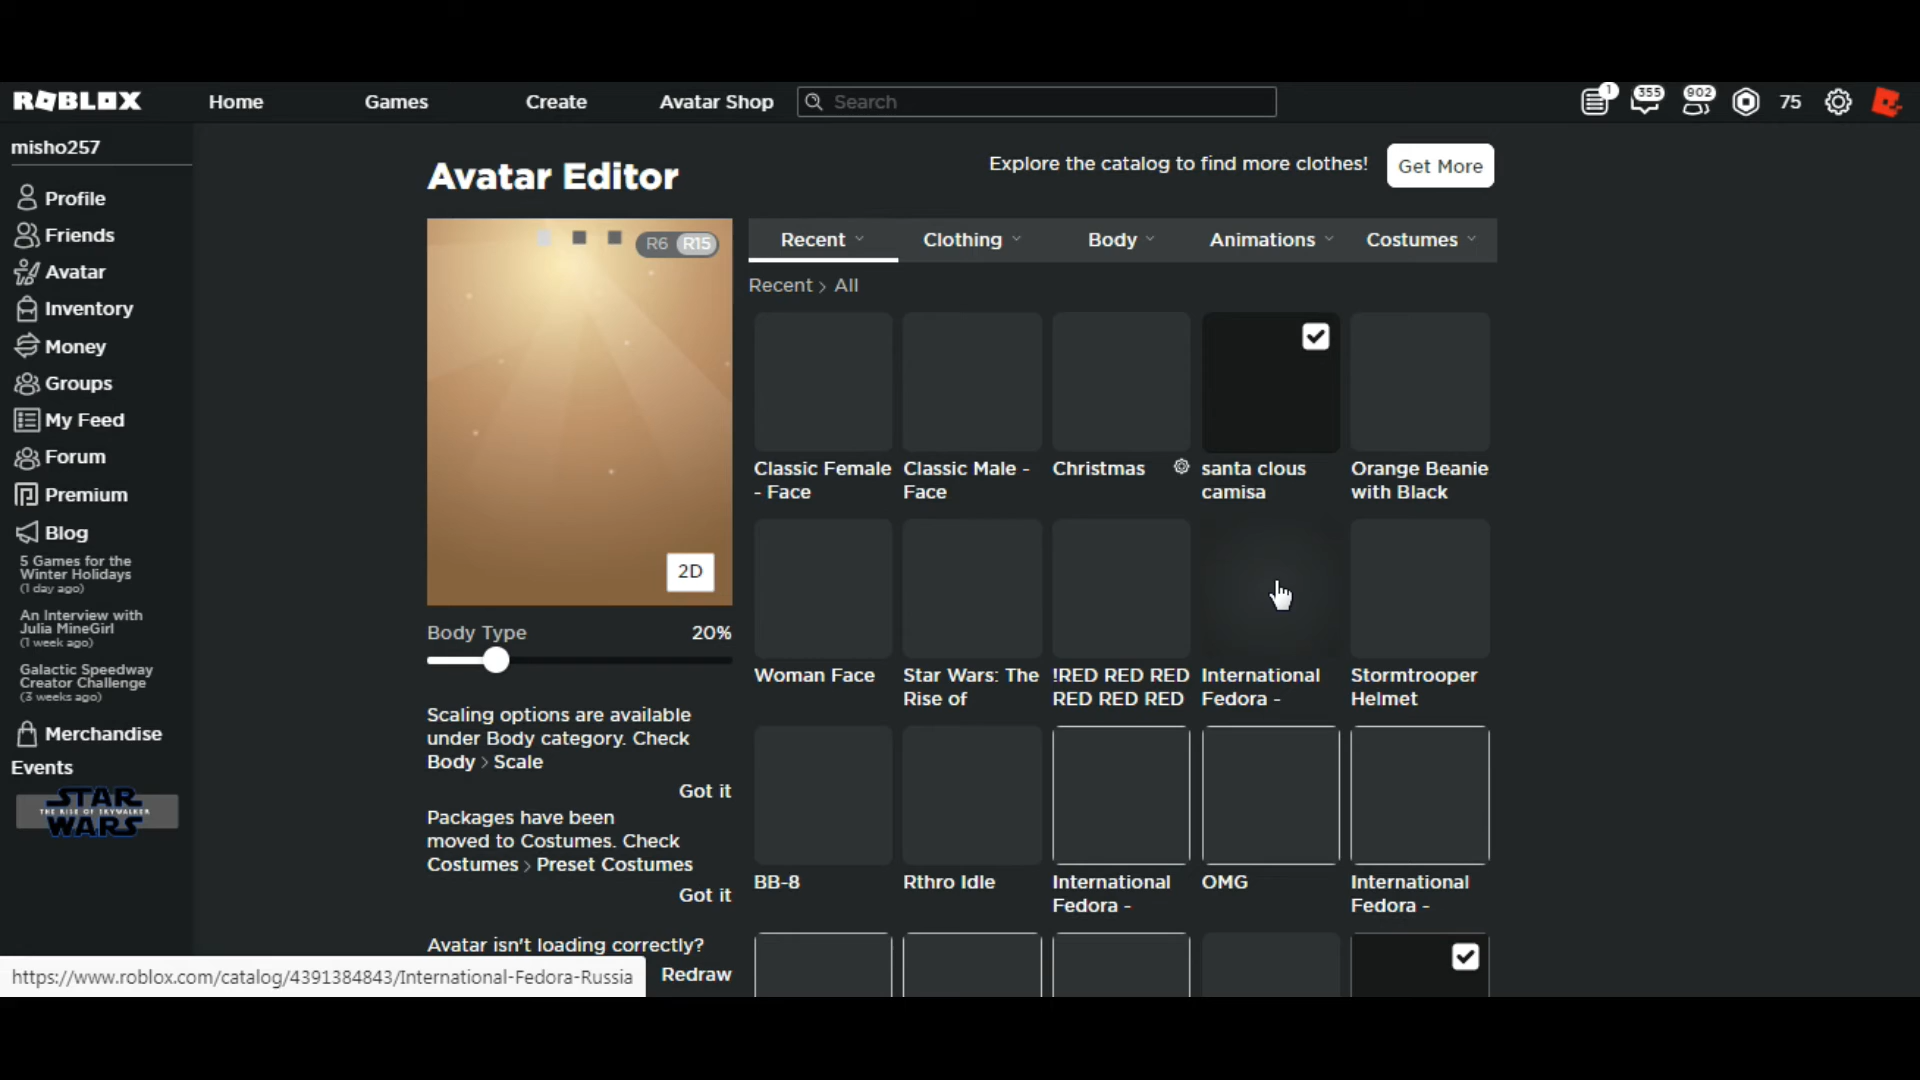 ROBLOX
Home
Games
Create
Avatar Shop
Search
1
355
902
75
misho257
Profile
Friends
Avatar
Inventory
Money
Groups
My Feed
Forum
Premium
Blog
5 Games for the
Winter Holidays
(1 day ago)
An Interview with
Julia MineGirl
(1 week ago)
Galactic Speedway
Creator Challenge
(3 weeks ago)
Merchandise
Events
STAR
THE RISE OF SKYWALKER
WARS
Avatar Editor
Explore the catalog to find more clothes!
Get More
R6 R15
2D
Body Type 20%
Scaling options are available
under Body category. Check
Body > Scale
Got it
Packages have been
moved to Costumes. Check
Costumes > Preset Costumes
Got it
Avatar isn't loading correctly?
Redraw
Recent
Clothing
Body
Animations
Costumes
Recent > All
Classic Female
- Face
Classic Male -
Face
Christmas
santa clous
camisa
Orange Beanie
with Black
Woman Face
Star Wars: The
Rise of
!RED RED RED
RED RED RED
International
Fedora -
Stormtrooper
Helmet
BB-8
Rthro Idle
International
Fedora -
OMG
International
Fedora -
https://www.roblox.com/catalog/4391384843/International-Fedora-Russia